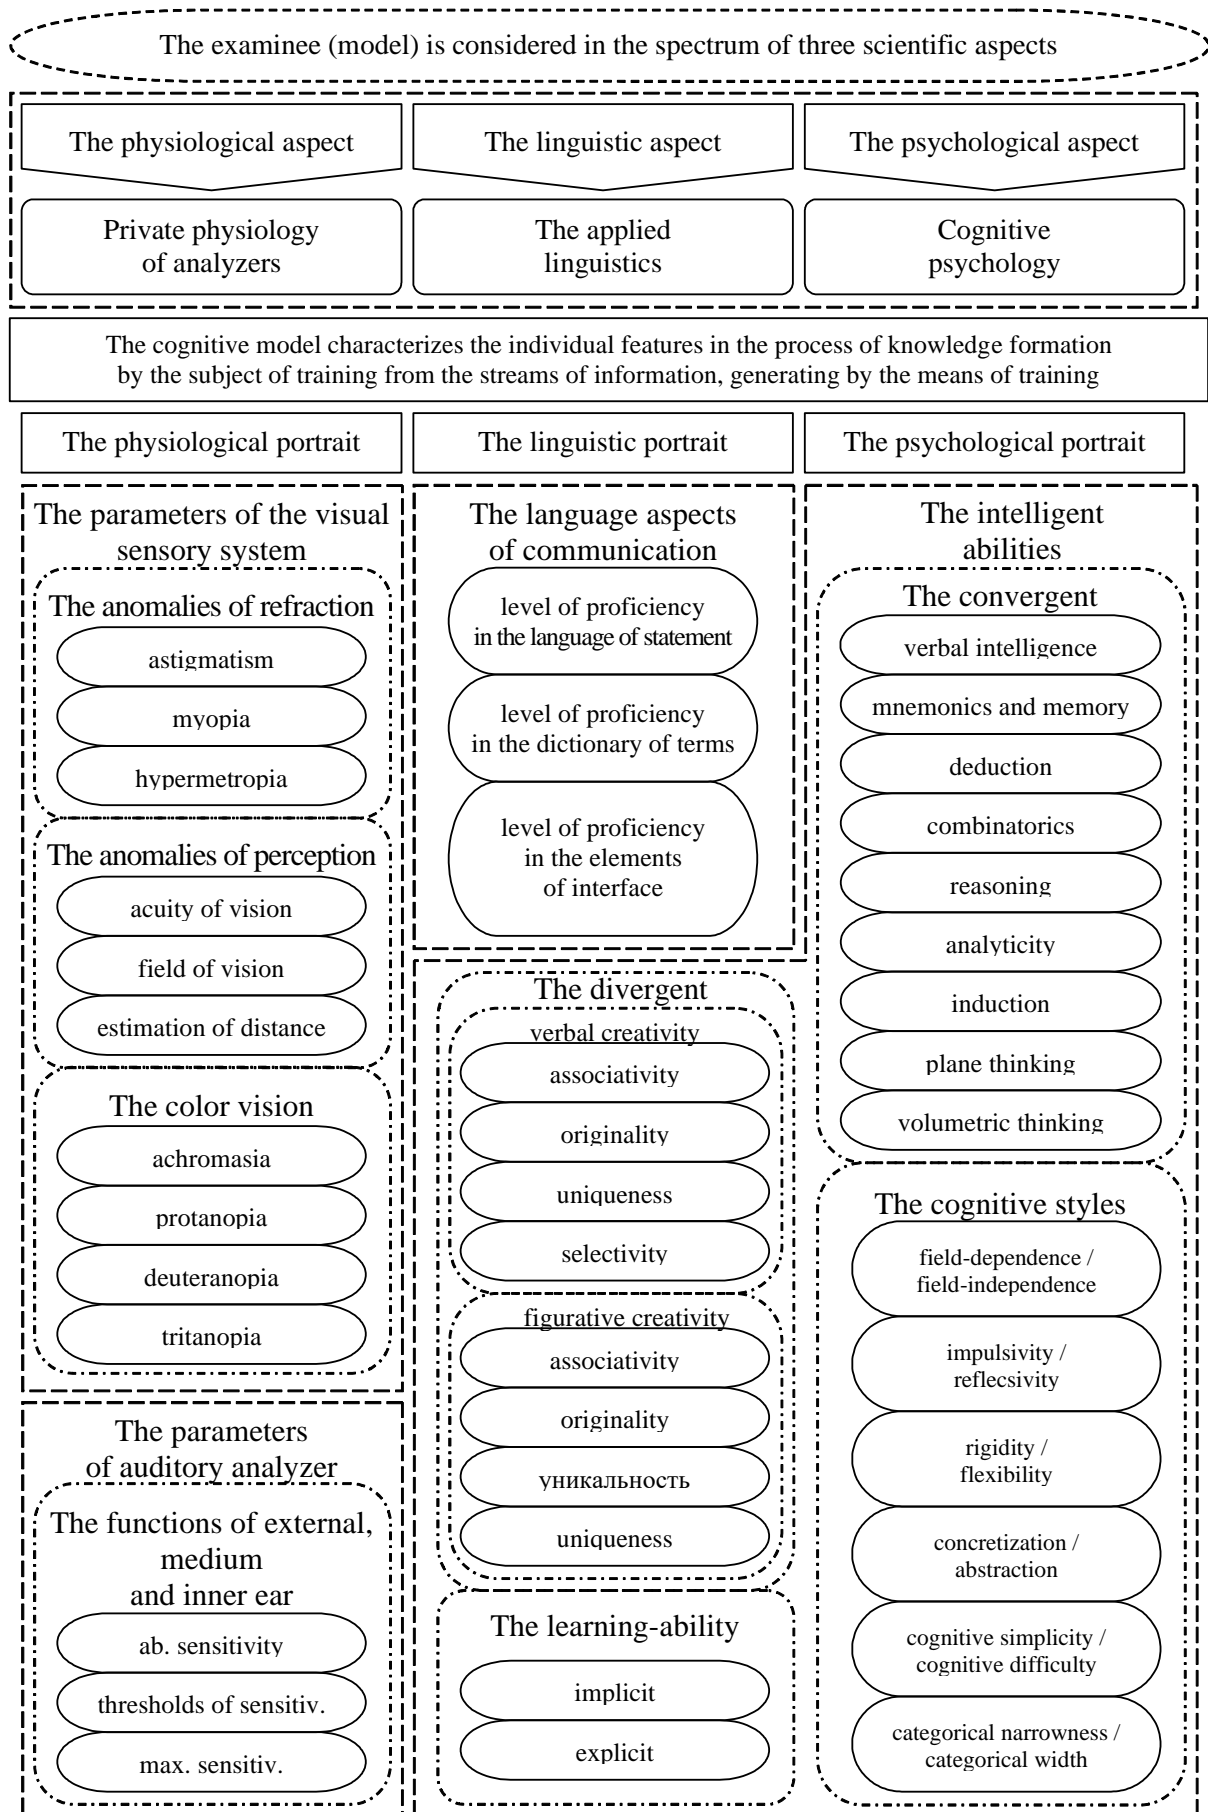 The examinee (model) is considered in the spectrum of three scientific aspects
The physiological aspect
The linguistic aspect
The psychological aspect
Private physiology
of analyzers
The applied
linguistics
Cognitive
psychology
The cognitive model characterizes the individual features in the process of knowledge formation
by the subject of training from the streams of information, generating by the means of training
The physiological portrait
The linguistic portrait
The psychological portrait
The parameters of the visual
sensory system
The anomalies of refraction
astigmatism
myopia
hypermetropia
The anomalies of perception
acuity of vision
field of vision
estimation of distance
The color vision
achromasia
protanopia
deuteranopia
tritanopia
The parameters
of auditory analyzer
The functions of external,
medium
and inner ear
ab. sensitivity
thresholds of sensitiv.
max. sensitiv.
The language aspects
of communication
level of proficiency
in the language of statement
level of proficiency
in the dictionary of terms
level of proficiency
in the elements
of interface
The divergent
verbal creativity
associativity
originality
uniqueness
selectivity
figurative creativity
associativity
originality
уникальность
uniqueness
The learning-ability
implicit
explicit
The intelligent
abilities
The convergent
verbal intelligence
mnemonics and memory
deduction
combinatorics
reasoning
analyticity
induction
plane thinking
volumetric thinking
The cognitive styles
field-dependence /
field-independence
impulsivity /
reflecsivity
rigidity /
flexibility
concretization /
abstraction
cognitive simplicity /
cognitive difficulty
categorical narrowness /
categorical width